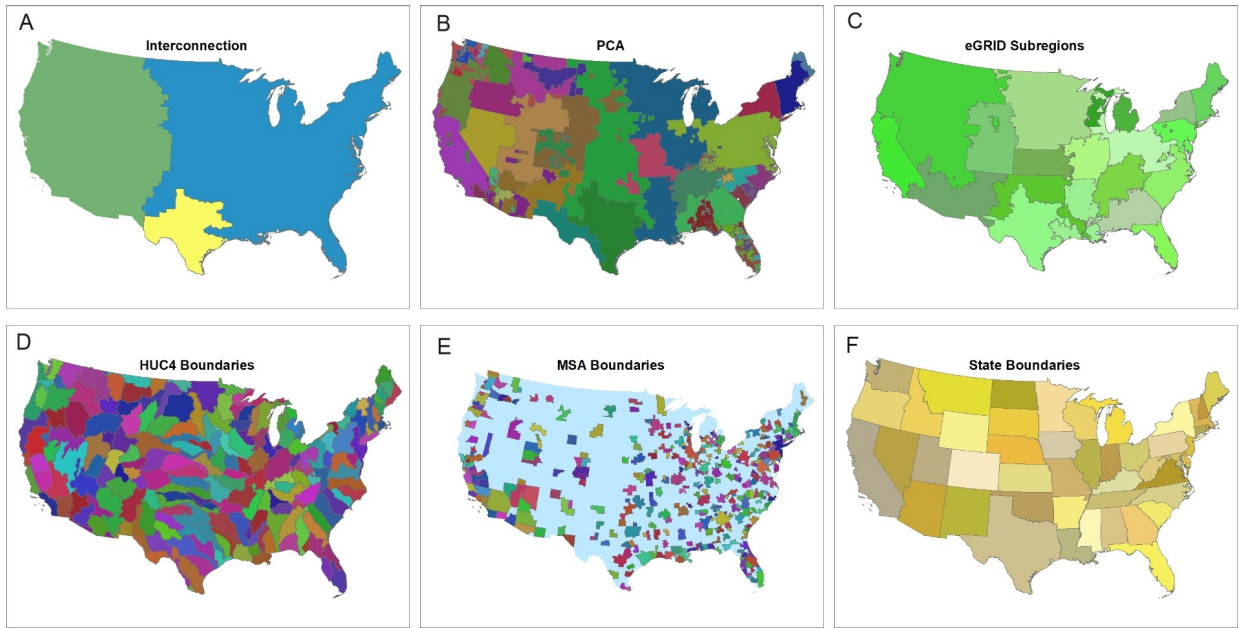 A
Interconnection
B
PCA
C
eGRID Subregions
D
HUC4 Boundaries
E
MSA Boundaries
F
State Boundaries